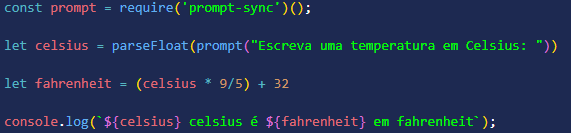 const prompt = require('prompt-sync')();
let celsius = parseFloat(prompt("Escreva uma temperatura em Celsius: "))
let fahrenheit = (celsius * 9/5) + 32
console.log(`${celsius} celsius é ${fahrenheit} em fahrenheit`);